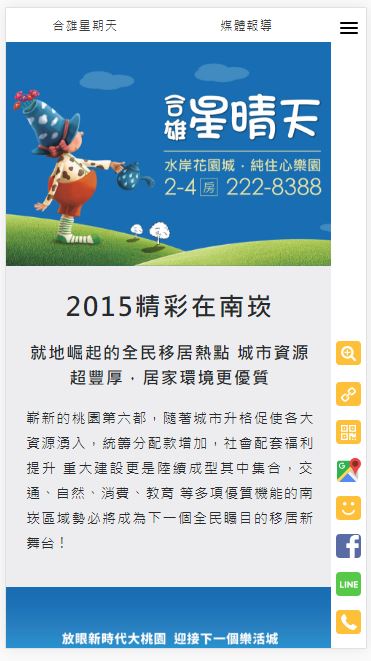 合雄星期天 媒體報導
合雄 星晴天
水岸花園城．純住心樂園
2-4房 222-8388
2015精彩在南崁
就地崛起的全民移居熱點 城市資源
超豐厚．居家環境更優質
嶄新的桃園第六都，隨著城市升格促使各大
資源湧入，統籌分配款增加，社會配套福利
提升 重大建設更是陸續成型其中集合，交
通、自然、消費、教育 等多項優質機能的南
崁區域勢必將成為下一個全民矚目的移居新
舞台！
LINE
放眼新時代大桃園 迎接下一個樂活城